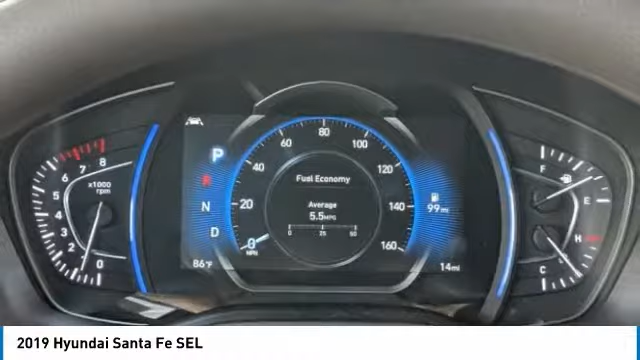 8
7
6
5
4
3
2
1
0
x1000
rpm
P
R
N
D
86°F
0
20
40
60
80
100
120
140
160
MPH
Fuel Economy
Average
5.5MPG
0 25 50
99mi
14mi
F
E
H
C
2019 Hyundai Santa Fe SEL